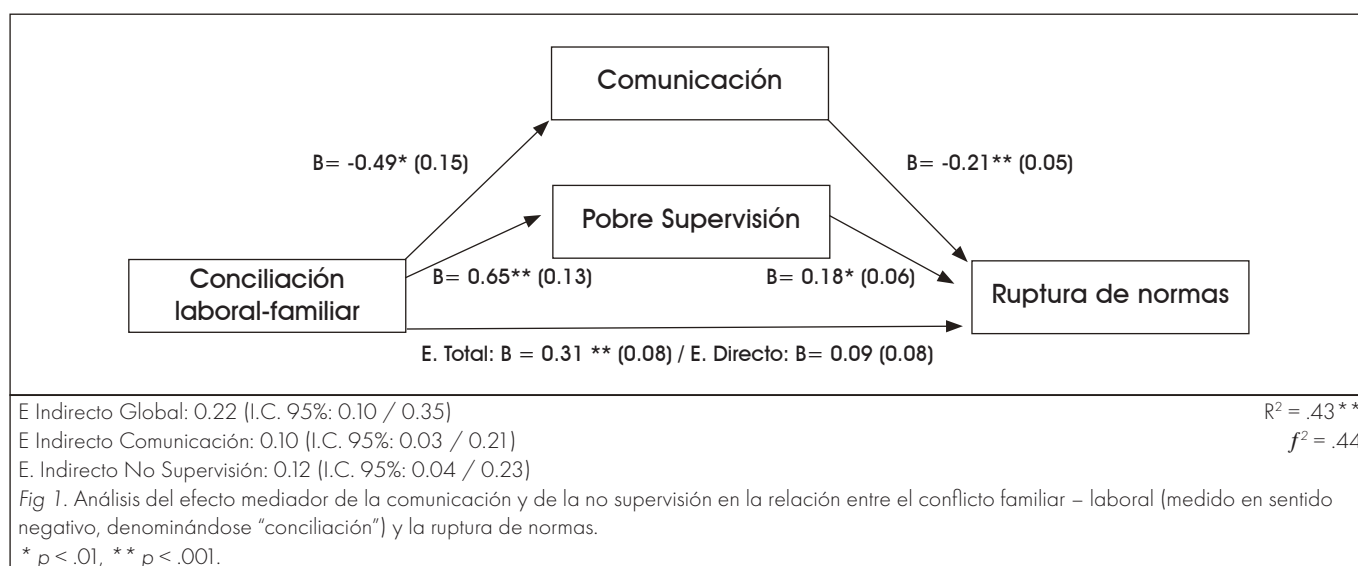 Comunicación
B= -0.49* (0.15)
B= -0.21** (0.05)
Pobre Supervisión
Conciliación
laboral-familiar
B= 0.65** (0.13)
B= 0.18* (0.06)
Ruptura de normas
E. Total: B = 0.31 ** (0.08) / E. Directo: B= 0.09 (0.08)
E Indirecto Global: 0.22 (I.C. 95%: 0.10 / 0.35)
R² = .43**
E Indirecto Comunicación: 0.10 (I.C. 95%: 0.03 / 0.21)
f² = .44
E. Indirecto No Supervisión: 0.12 (I.C. 95%: 0.04 / 0.23)
Fig 1. Análisis del efecto mediador de la comunicación y de la no supervisión en la relación entre el conflicto familiar – laboral (medido en sentido
negativo, denominándose “conciliación”) y la ruptura de normas.
* p < .01, ** p < .001.